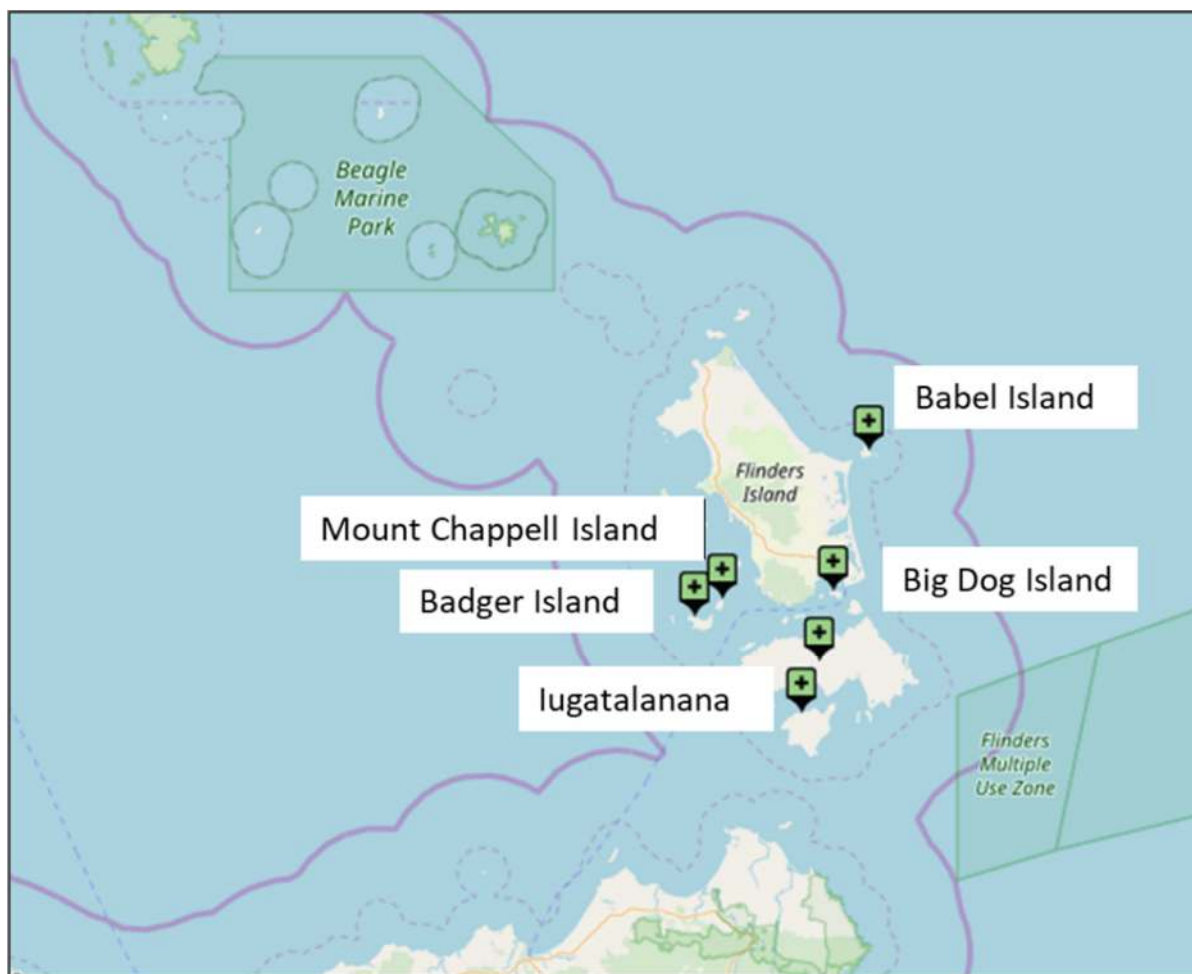 Beagle
Marine
Park
Babel Island
Flinders
Island
Mount Chappell Island
Big Dog Island
Badger Island
lugatalanana
Flinders
Multiple
Use Zone